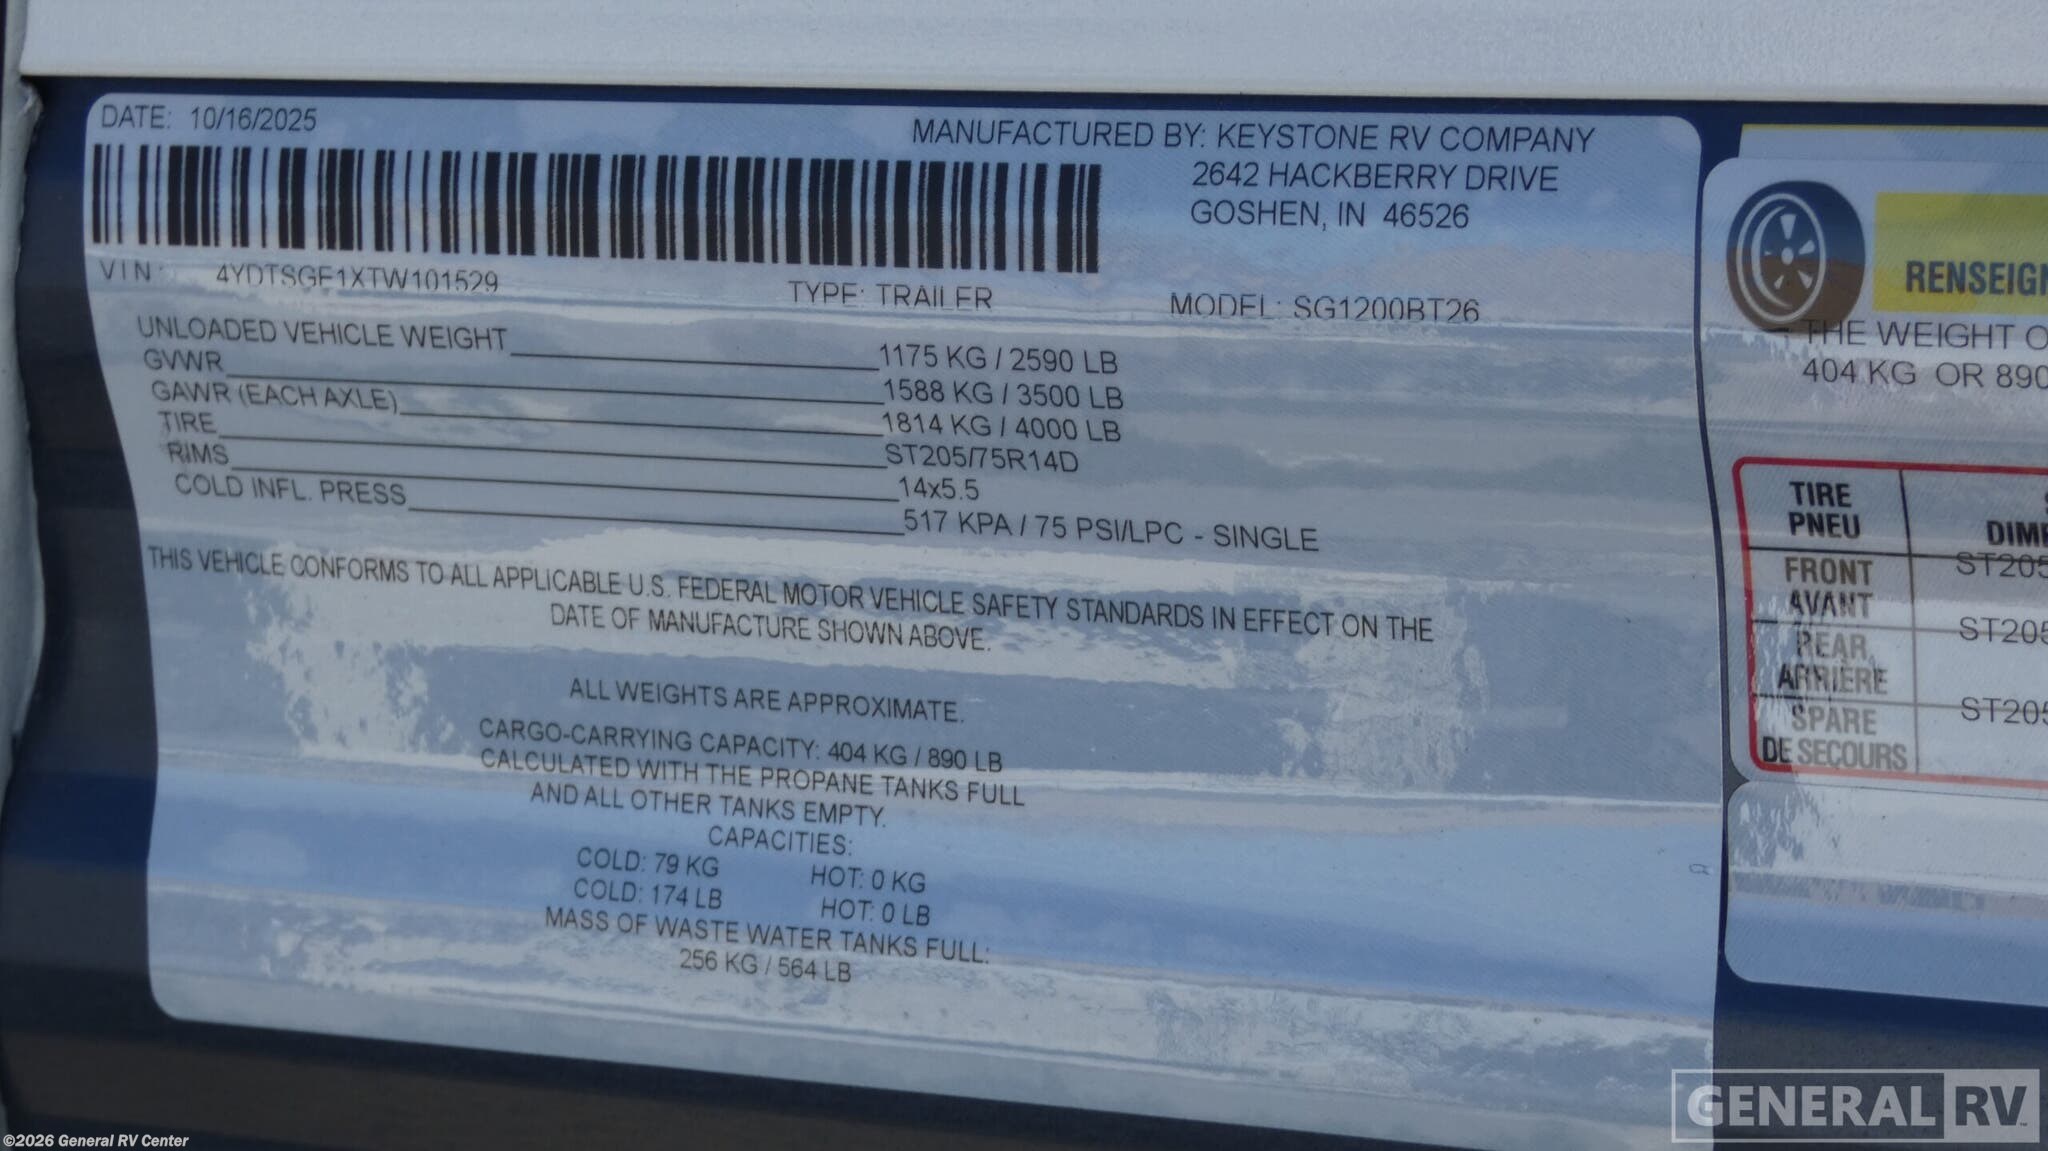 DATE: 10/16/2025
MANUFACTURED BY: KEYSTONE RV COMPANY
2642 HACKBERRY DRIVE
GOSHEN, IN 46526
VIN: 4YDTSGF1XTW101529
TYPE: TRAILER
MODEL: SG1200BT26
UNLOADED VEHICLE WEIGHT 1175 KG / 2590 LB
GVWR 1588 KG / 3500 LB
GAWR (EACH AXLE) 1814 KG / 4000 LB
TIRE ST205/75R14D
RIMS 14x5.5
COLD INFL. PRESS 517 KPA / 75 PSI/LPC - SINGLE
THIS VEHICLE CONFORMS TO ALL APPLICABLE U.S. FEDERAL MOTOR VEHICLE SAFETY STANDARDS IN EFFECT ON THE
DATE OF MANUFACTURE SHOWN ABOVE.
ALL WEIGHTS ARE APPROXIMATE.
CARGO-CARRYING CAPACITY: 404 KG / 890 LB
CALCULATED WITH THE PROPANE TANKS FULL
AND ALL OTHER TANKS EMPTY.
CAPACITIES:
COLD: 79 KG HOT: 0 KG
COLD: 174 LB HOT: 0 LB
MASS OF WASTE WATER TANKS FULL:
256 KG / 564 LB
RENSEIGN
THE WEIGHT O
404 KG OR 890
TIRE
PNEU
DIM
FRONT
AVANT
ST205
REAR
ARRIÈRE
ST205
SPARE
DE SECOURS
ST205
GENERAL RV
©2026 General RV Center